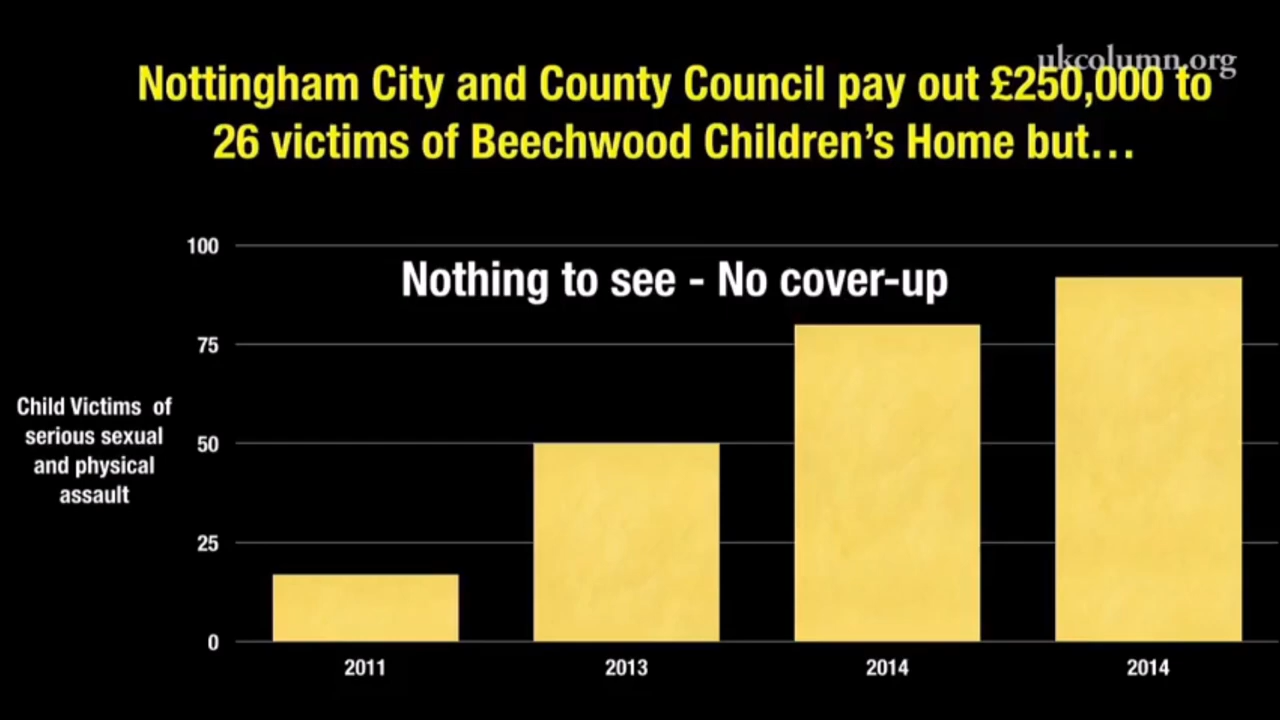 ukcolumn.org
Nottingham City and County Council pay out £250,000 to
26 victims of Beechwood Children’s Home but…
100
Nothing to see - No cover-up
75
Child Victims of
serious sexual
and physical
assault
50
25
0
2011
2013
2014
2014